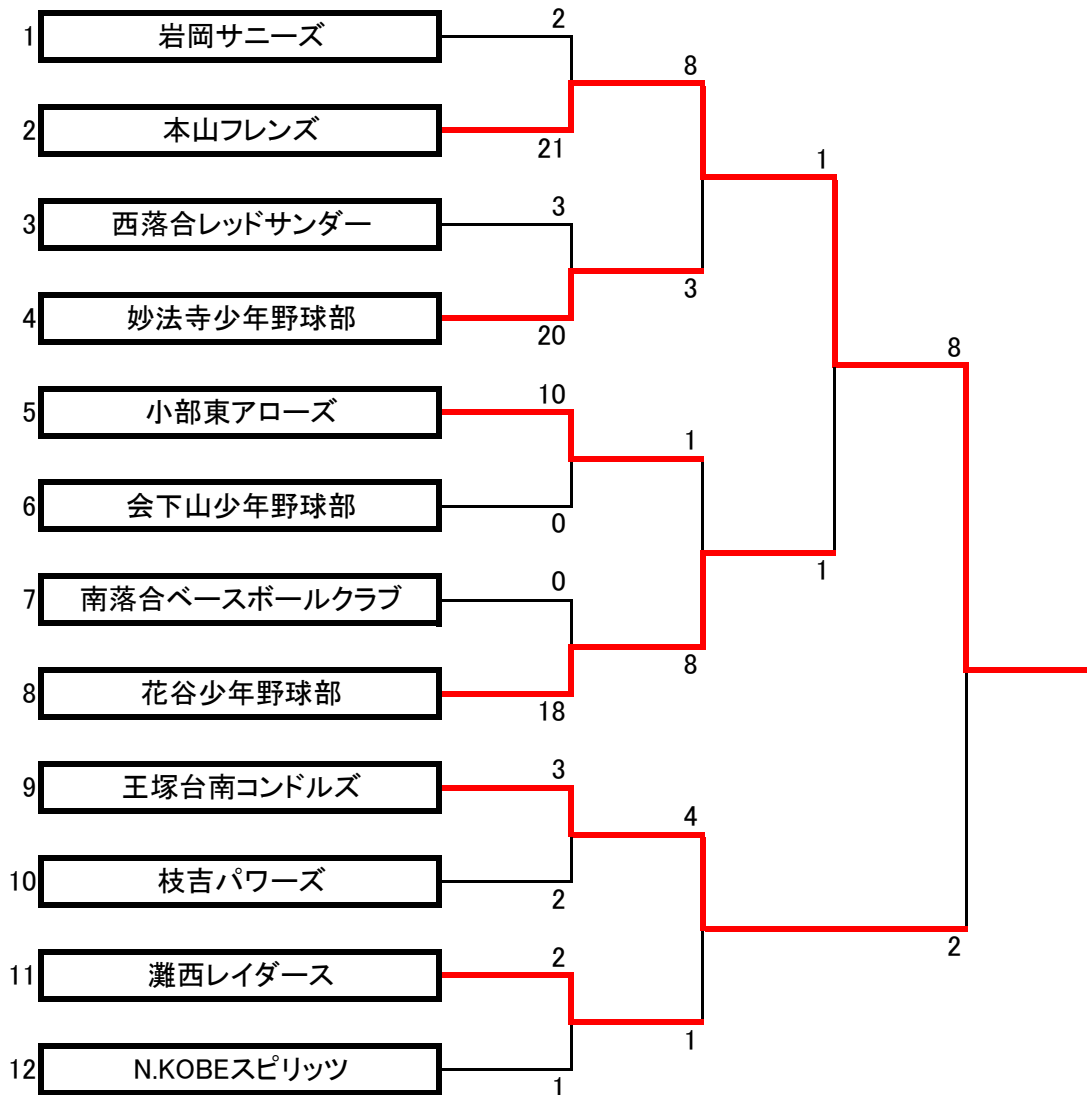 2
1 岩岡サニーズ
8
2 本山フレンズ
21
1
3
3 西落合レッドサンダー
3
4 妙法寺少年野球部
20
8
10
5 小部東アローズ
1
6 会下山少年野球部
0
1
0
7 南落合ベースボールクラブ
8
8 花谷少年野球部
18
3
9 王塚台南コンドルズ
4
10 枝吉パワーズ
2
2
2
11 灘西レイダース
1
12 N.KOBEスピリッツ
1